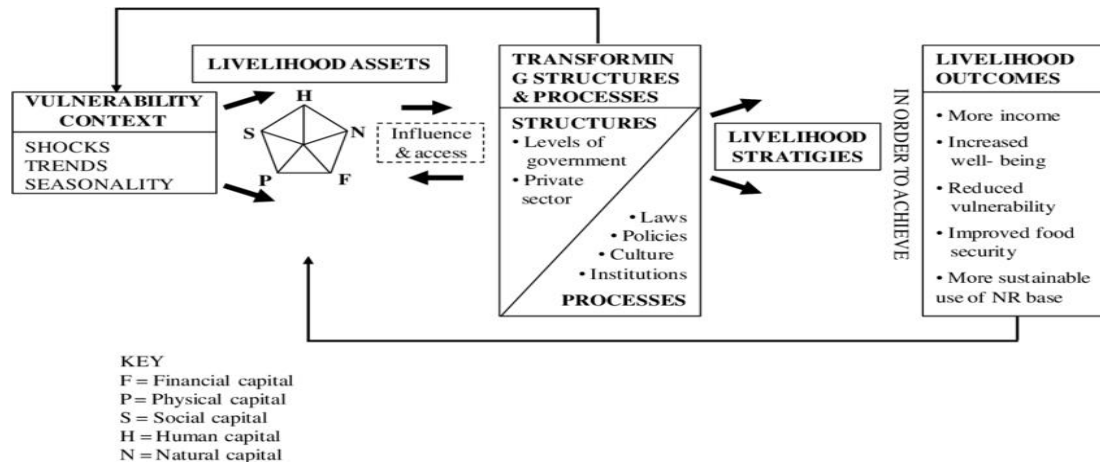 LIVELIHOOD ASSETS
VULNERABILITY
CONTEXT
SHOCKS
TRENDS
SEASONALITY
H
S
N
P
F
Influence
& access
TRANSFORMIN
G STRUCTURES
& PROCESSES
STRUCTURES
• Levels of
government
• Private
sector
• Laws
• Policies
• Culture
• Institutions
PROCESSES
LIVELIHOOD
STRATIGIES
IN ORDER TO ACHIEVE
LIVELIHOOD
OUTCOMES
• More income
• Increased
well- being
• Reduced
vulnerability
• Improved food
security
• More sustainable
use of NR base
KEY
F = Financial capital
P = Physical capital
S = Social capital
H = Human capital
N = Natural capital